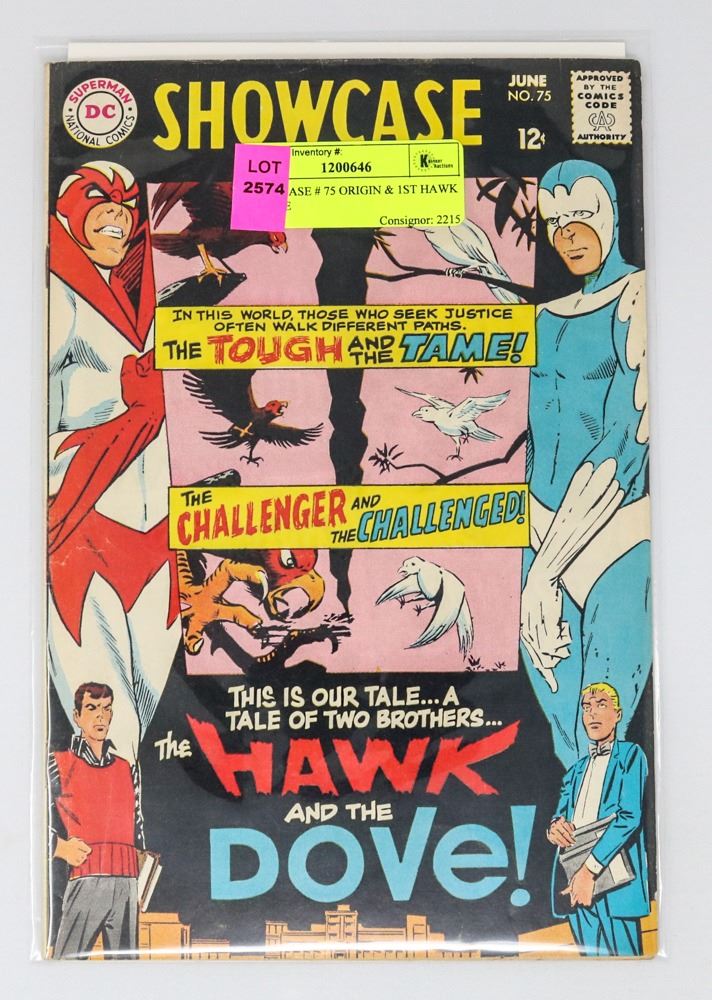 SUPERMAN
DC
NATIONAL COMICS
SHOWCASE
JUNE
NO. 75
12¢
APPROVED
BY THE
COMICS
CODE
CA
AUTHORITY
LOT
2574
Inventory #:
1200646
Auctions
ASE # 75 ORIGIN & 1ST HAWK
E
Consignor: 2215
IN THIS WORLD, THOSE WHO SEEK JUSTICE
OFTEN WALK DIFFERENT PATHS.
THE TOUGH AND THE TAME!
THE CHALLENGER AND
THE CHALLENGED!
THIS IS OUR TALE... A
TALE OF TWO BROTHERS...
THE HAWK
AND THE
DOVE!